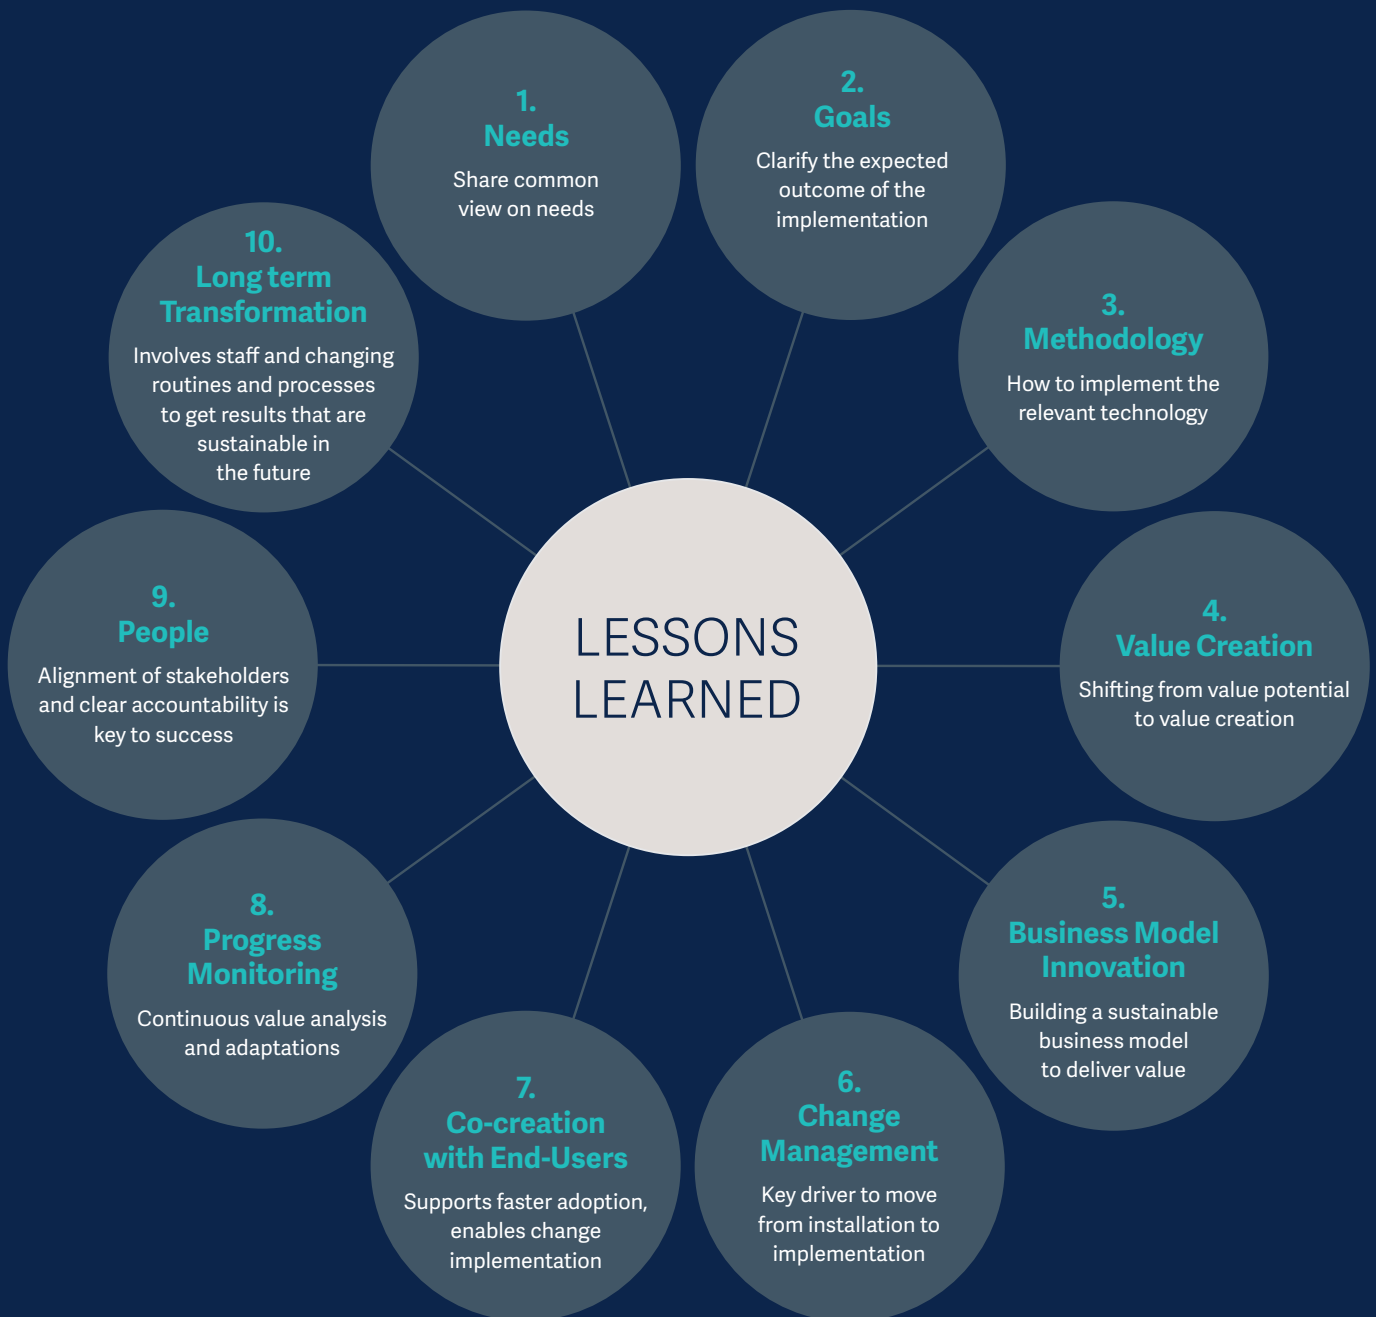 1.
Needs
Share common
view on needs
2.
Goals
Clarify the expected
outcome of the
implementation
3.
Methodology
How to implement the
relevant technology
4.
Value Creation
Shifting from value potential
to value creation
5.
Business Model
Innovation
Building a sustainable
business model
to deliver value
6.
Change
Management
Key driver to move
from installation to
implementation
7.
Co-creation
with End-Users
Supports faster adoption,
enables change
implementation
8.
Progress
Monitoring
Continuous value analysis
and adaptations
9.
People
Alignment of stakeholders
and clear accountability is
key to success
10.
Long term
Transformation
Involves staff and changing
routines and processes
to get results that are
sustainable in
the future
LESSONS
LEARNED